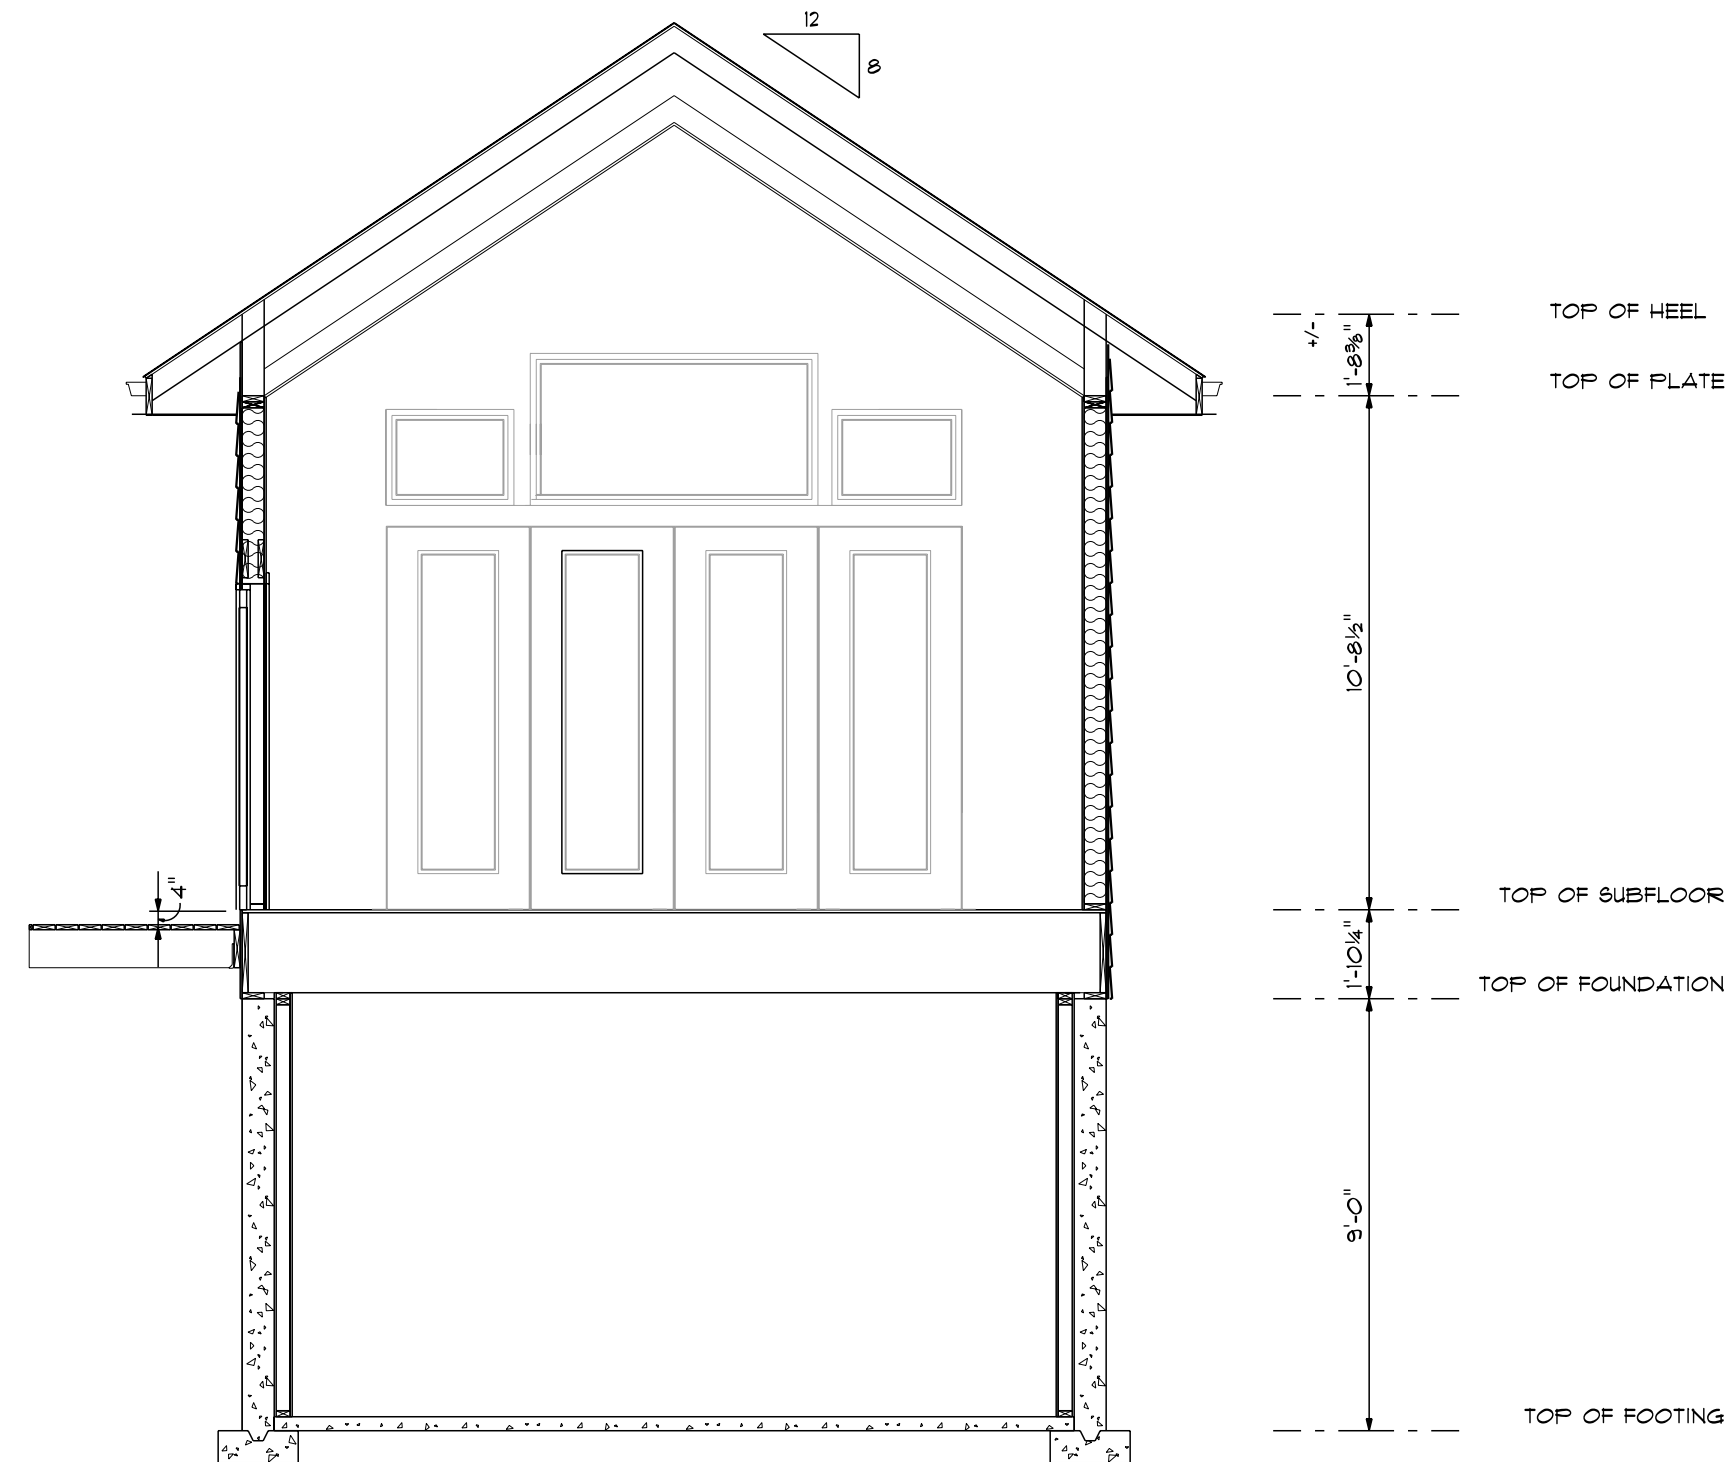 12
8
TOP OF HEEL
+/-
1'-8⅜"
TOP OF PLATE
10'-8½"
TOP OF SUBFLOOR
4"
1'-10¼"
TOP OF FOUNDATION
9'-0"
TOP OF FOOTING